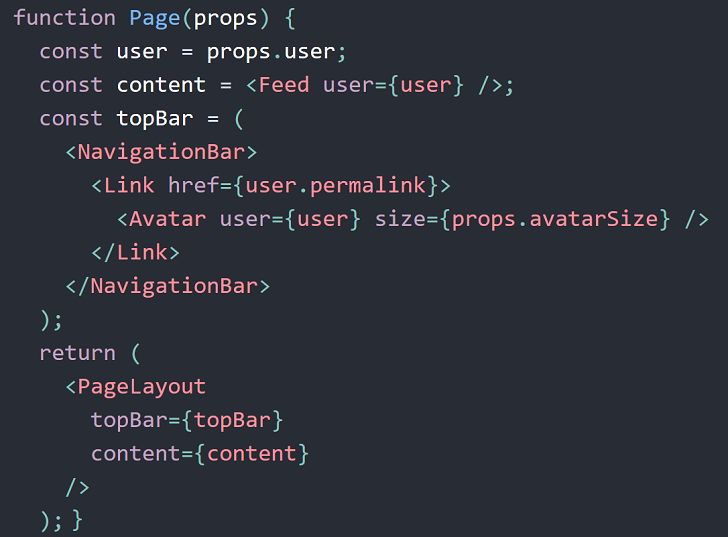 function Page(props) {
  const user = props.user;
  const content = <Feed user={user} />;
  const topBar = (
    <NavigationBar>
      <Link href={user.permalink}>
        <Avatar user={user} size={props.avatarSize} />
      </Link>
    </NavigationBar>
  );
  return (
    <PageLayout
      topBar={topBar}
      content={content}
    />
  ); }